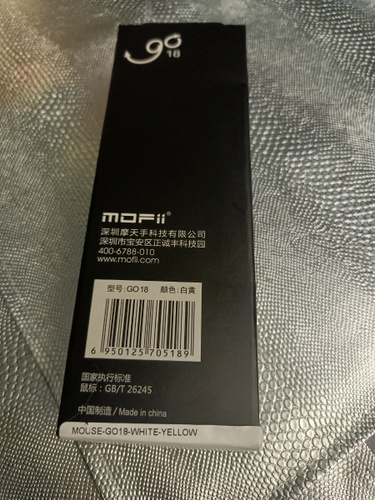 go
18
MOFii®
深圳摩天手科技有限公司
深圳市宝安区正诚丰科技园
400-6788-010
www.mofii.com
型号: GO18 颜色: 白黄
6 950125 705189
国家执行标准
鼠标: GB/T 26245
中国制造 / Made in china
MOUSE-GO18-WHITE-YELLOW